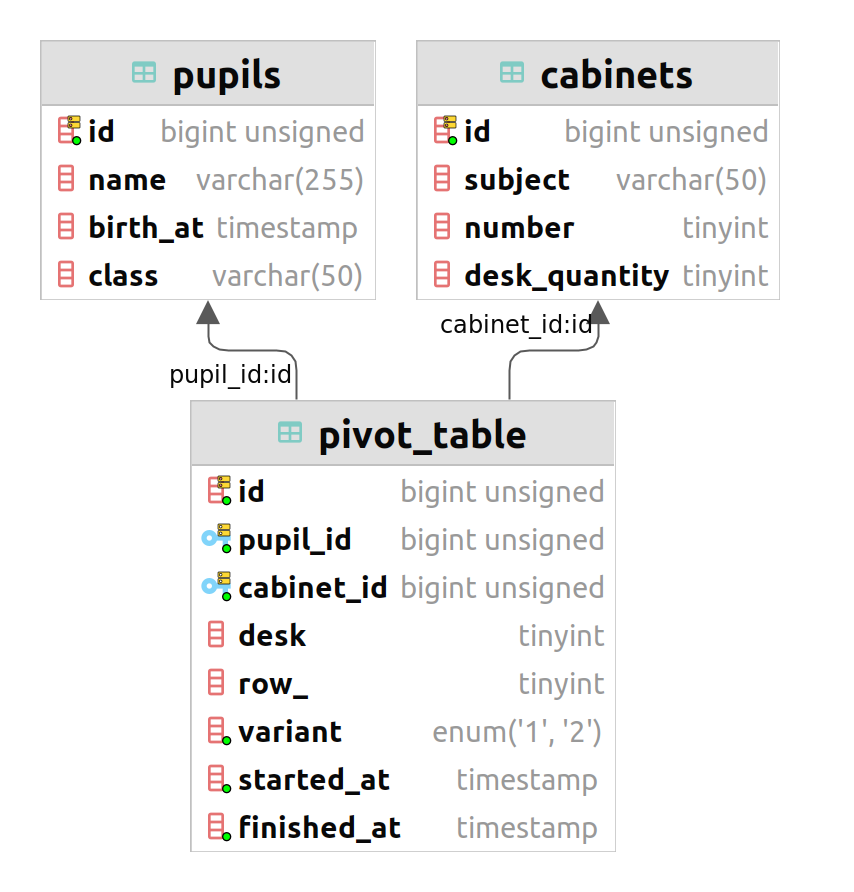 pupils
id bigint unsigned
name varchar(255)
birth_at timestamp
class varchar(50)
cabinets
id bigint unsigned
subject varchar(50)
number tinyint
desk_quantity tinyint
cabinet_id:id
pupil_id:id
pivot_table
id bigint unsigned
pupil_id bigint unsigned
cabinet_id bigint unsigned
desk tinyint
row_ tinyint
variant enum('1', '2')
started_at timestamp
finished_at timestamp